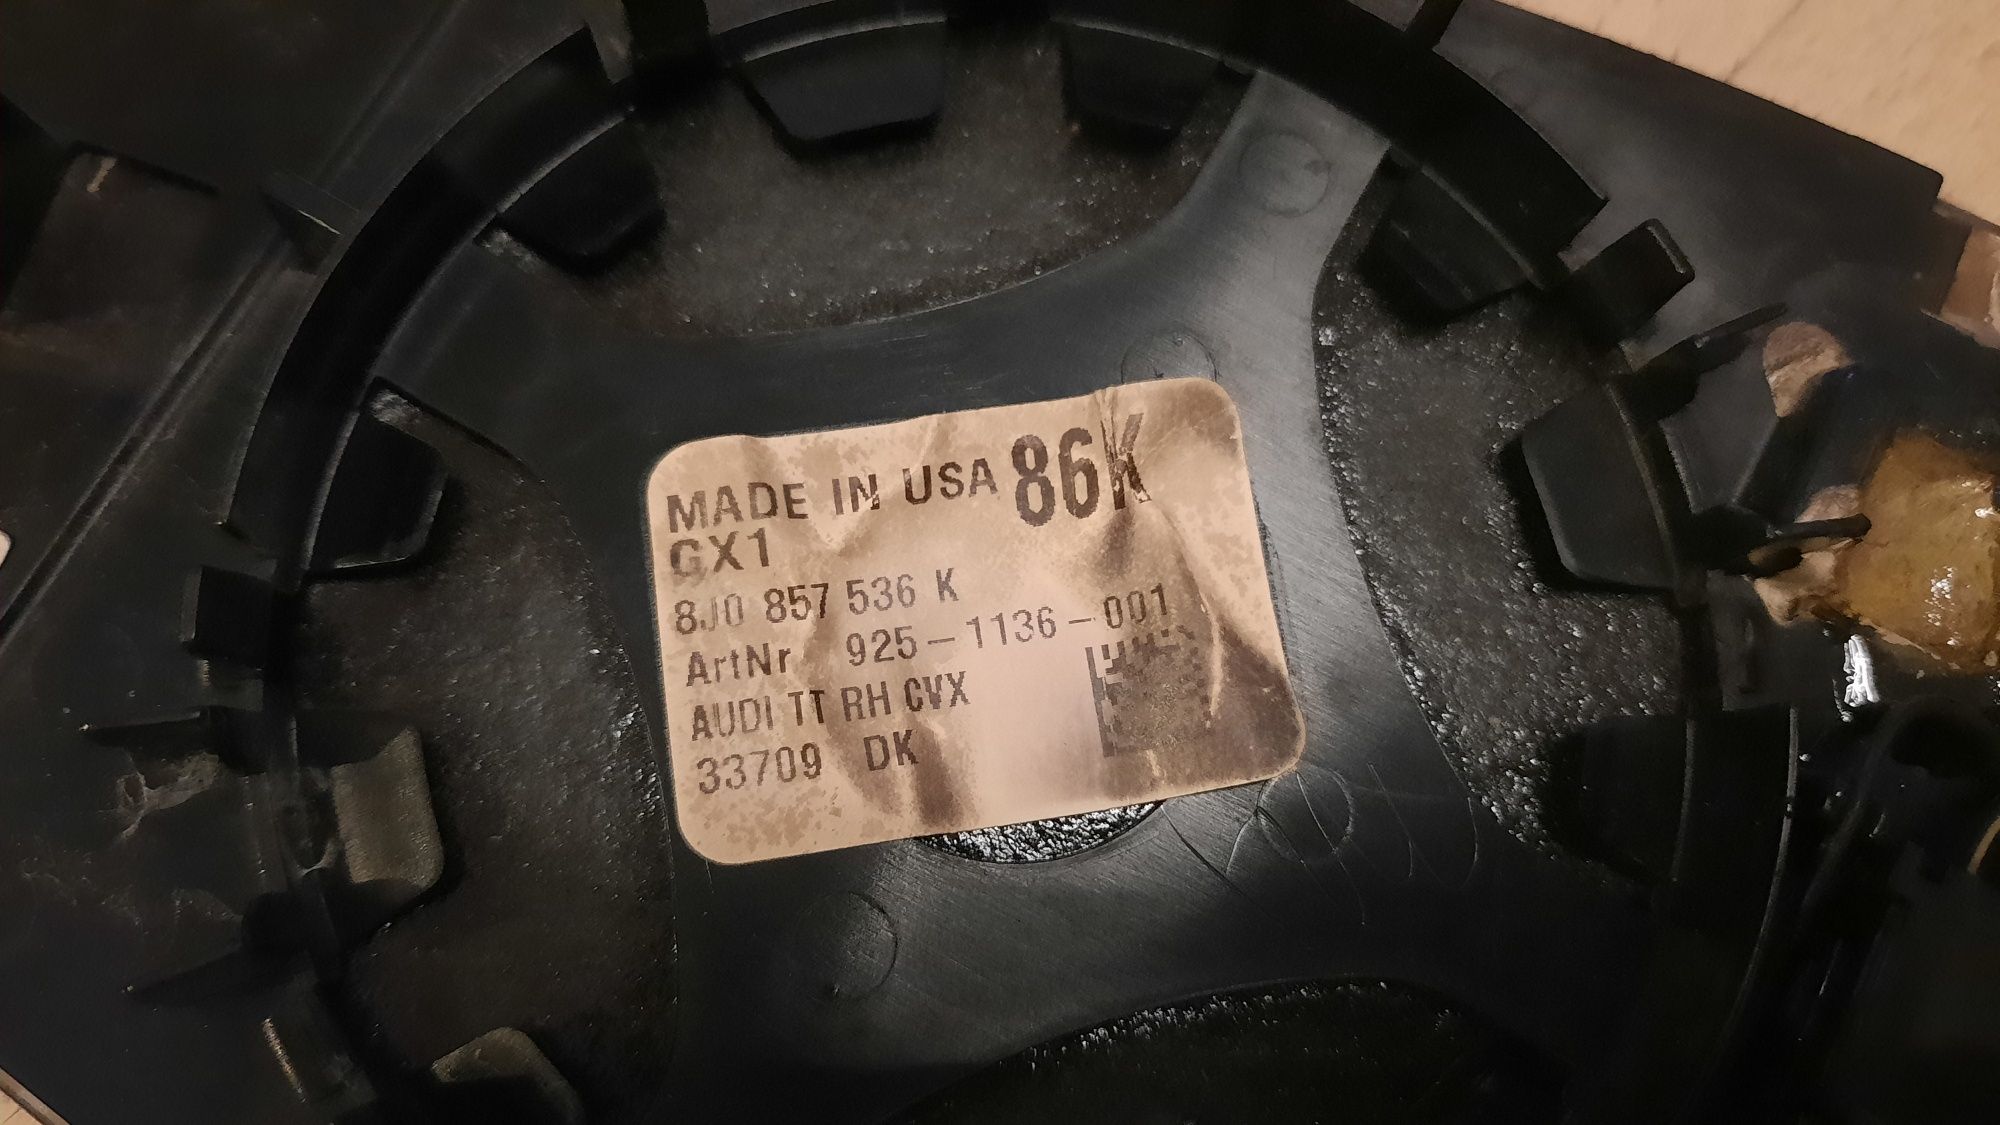 MADE IN USA 86K
GX1
8J0 857 536 K
ArtNr 925-1136-001
AUDI TT RH CVX
33709 DK